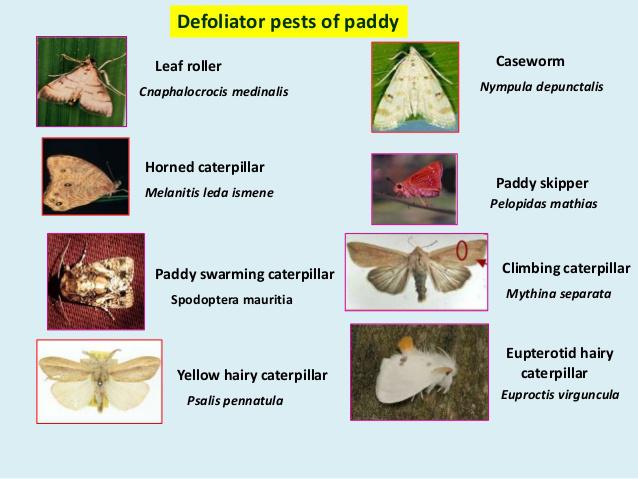 Defoliator pests of paddy
Leaf roller
Cnaphalocrocis medinalis
Caseworm
Nympula depunctalis
Horned caterpillar
Melanitis leda ismene
Paddy skipper
Pelopidas mathias
Paddy swarming caterpillar
Spodoptera mauritia
Climbing caterpillar
Mythina separata
Yellow hairy caterpillar
Psalis pennatula
Eupterotid hairy
caterpillar
Euproctis virguncula